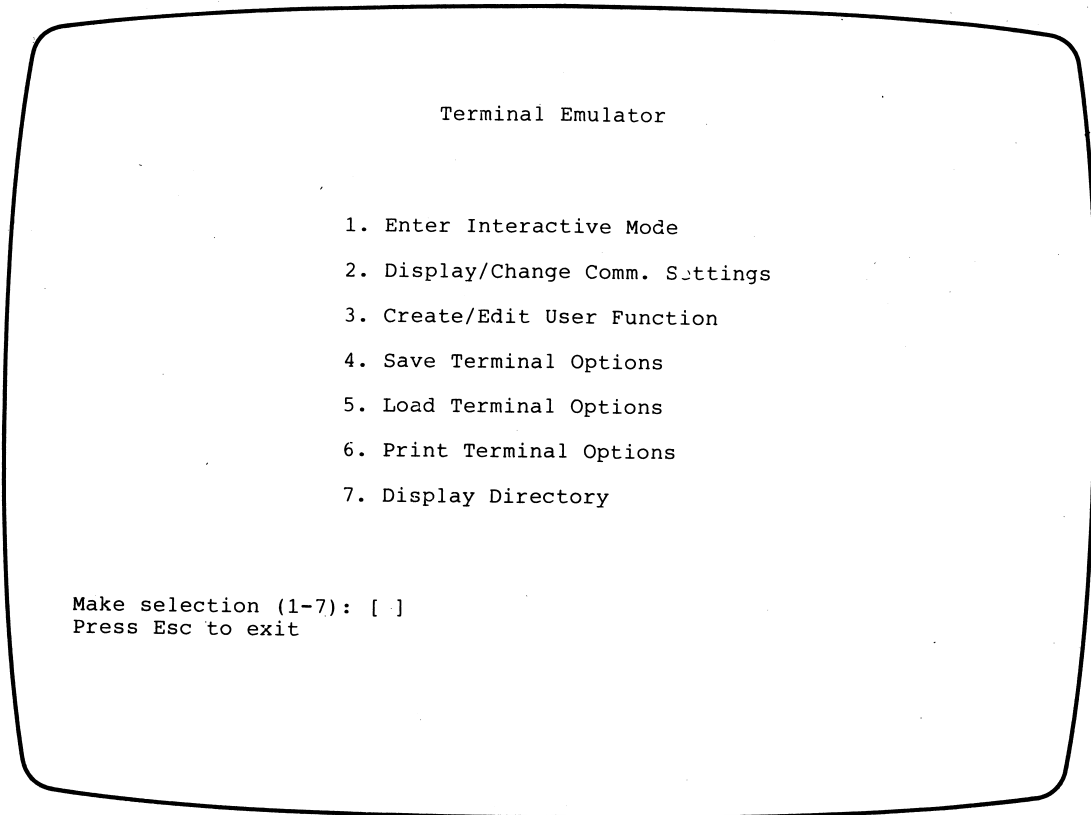 Terminal Emulator
1. Enter Interactive Mode
2. Display/Change Comm. Settings
3. Create/Edit User Function
4. Save Terminal Options
5. Load Terminal Options
6. Print Terminal Options
7. Display Directory
Make selection (1-7): [ ]
Press Esc to exit